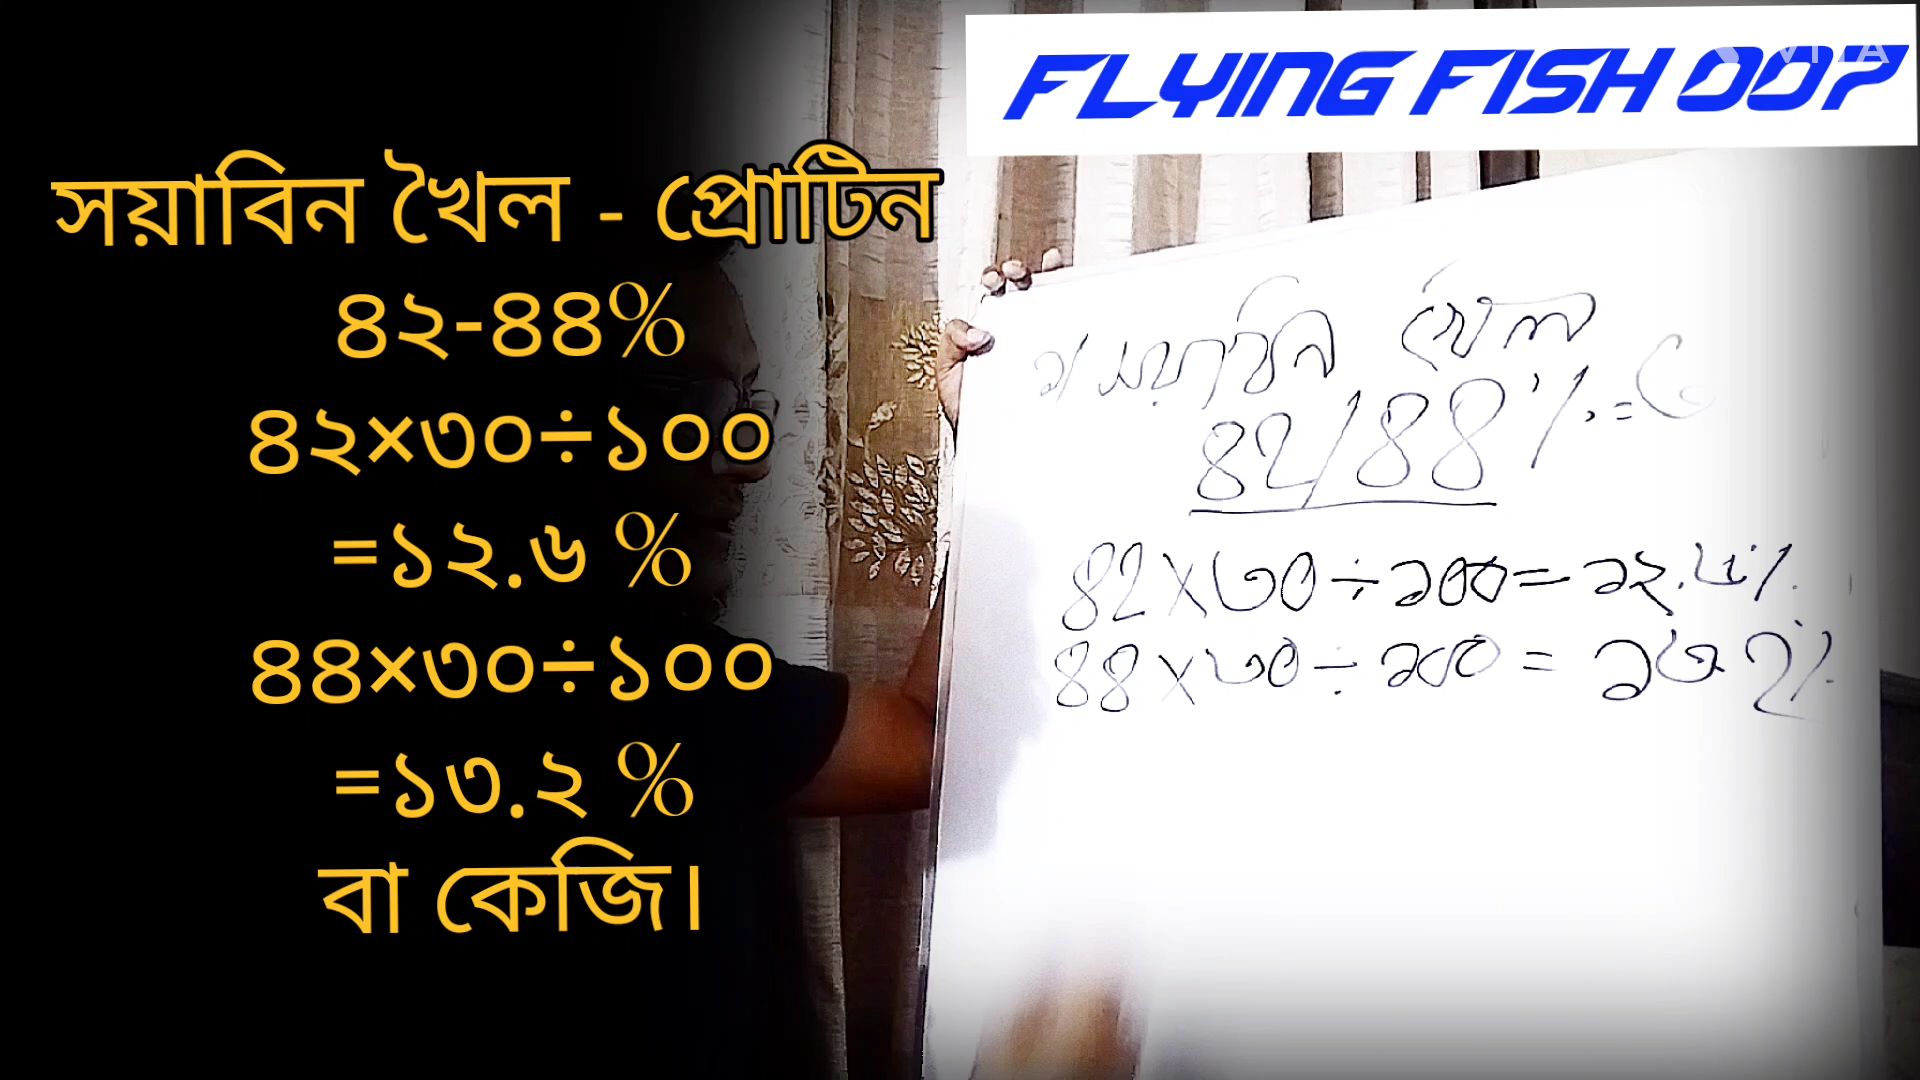 FLYING FISH 007
সয়াবিন খৈল - প্রোটিন
৪২-৪৪%
৪২×৩০÷১০০
=১২.৬ %
৪৪×৩০÷১০০
=১৩.২ %
বা কেজি।
১। সয়াবিন খৈল
৪২/৪৪% =
৪২×৩০÷১০০=১২.৬%
৪৪×৩০÷১০০ = ১৩.২%